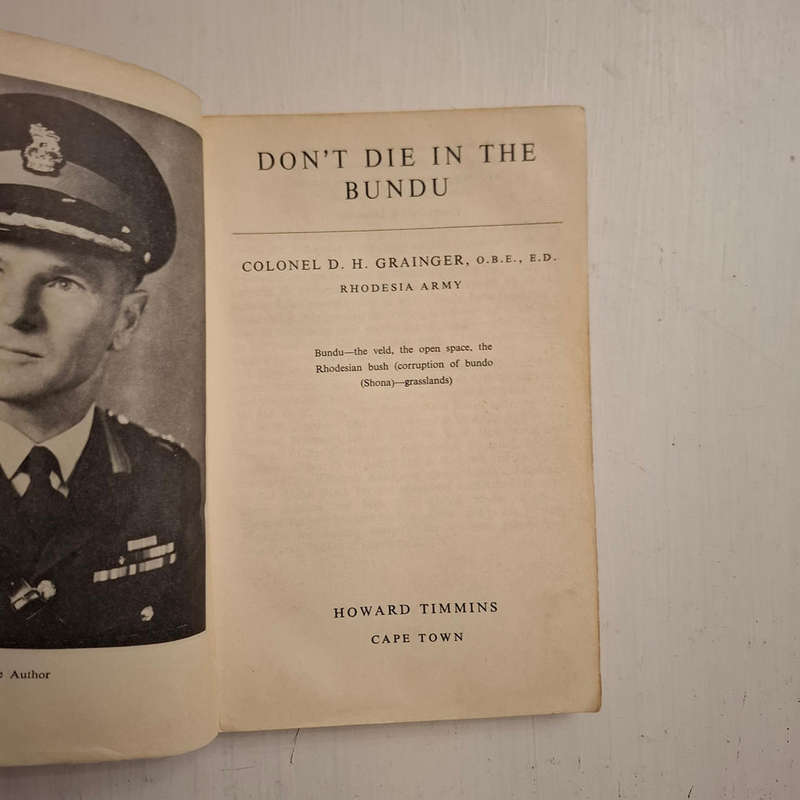 DON'T DIE IN THE
BUNDU
COLONEL D. H. GRAINGER, O.B.E., E.D.
RHODESIA ARMY
Bundu—the veld, the open space, the
Rhodesian bush (corruption of bundo
(Shona)—grasslands)
HOWARD TIMMINS
CAPE TOWN
Author